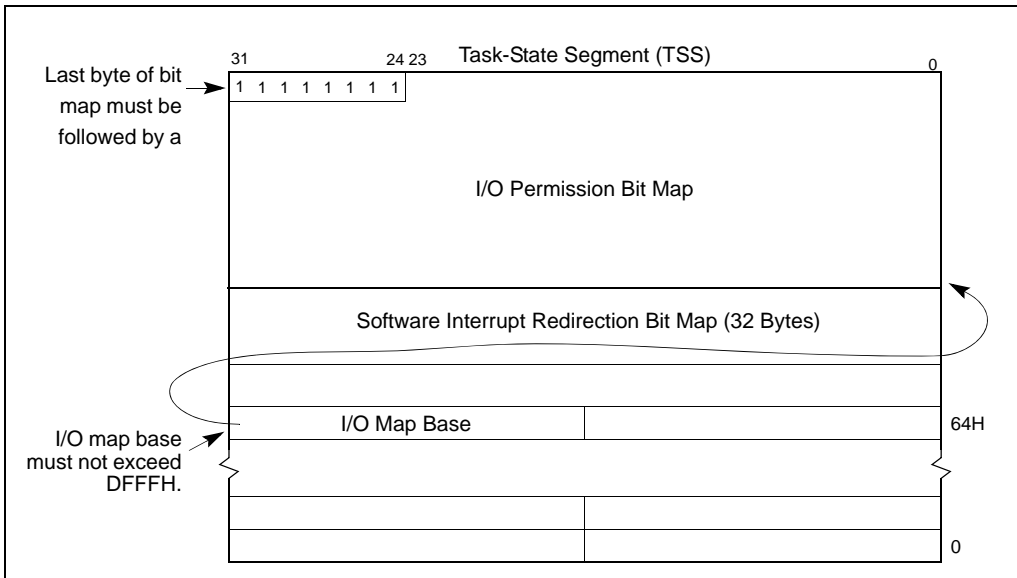 Task-State Segment (TSS)
31
24 23
0
Last byte of bit
map must be
followed by a
1 1 1 1 1 1 1 1
I/O Permission Bit Map
Software Interrupt Redirection Bit Map (32 Bytes)
I/O Map Base
64H
I/O map base
must not exceed
DFFFH.
0